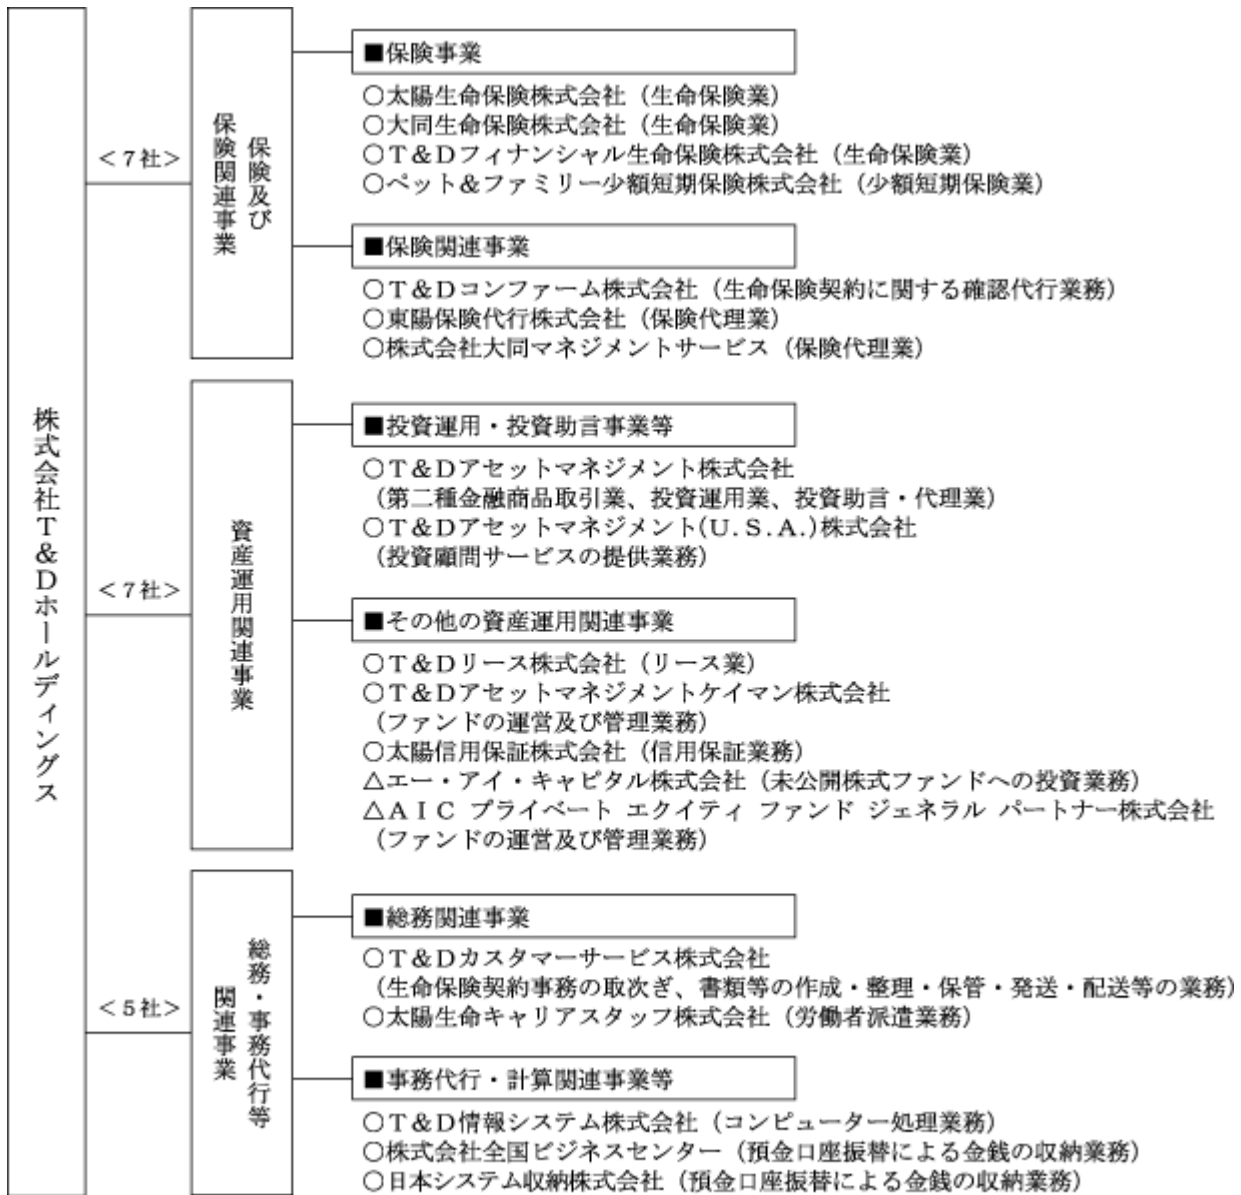 株式会社T&Dホールディングス
<7社>
保険及び
保険関連事業
■保険事業
○太陽生命保険株式会社（生命保険業）
○大同生命保険株式会社（生命保険業）
○T&Dフィナンシャル生命保険株式会社（生命保険業）
○ペット&ファミリー少額短期保険株式会社（少額短期保険業）
■保険関連事業
○T&Dコンファーム株式会社（生命保険契約に関する確認代行業務）
○東陽保険代行株式会社（保険代理業）
○株式会社大同マネジメントサービス（保険代理業）
<7社>
資産運用関連事業
■投資運用・投資助言事業等
○T&Dアセットマネジメント株式会社
（第二種金融商品取引業、投資運用業、投資助言・代理業）
○T&Dアセットマネジメント(U.S.A.)株式会社
（投資顧問サービスの提供業務）
■その他の資産運用関連事業
○T&Dリース株式会社（リース業）
○T&Dアセットマネジメントケイマン株式会社
（ファンドの運営及び管理業務）
○太陽信用保証株式会社（信用保証業務）
△エー・アイ・キャピタル株式会社（未公開株式ファンドへの投資業務）
△AIC プライベート エクイティ ファンド ジェネラル パートナー株式会社
（ファンドの運営及び管理業務）
<5社>
総務・事務代行等
関連事業
■総務関連事業
○T&Dカスタマーサービス株式会社
（生命保険契約事務の取次ぎ、書類等の作成・整理・保管・発送・配送等の業務）
○太陽生命キャリアスタッフ株式会社（労働者派遣業務）
■事務代行・計算関連事業等
○T&D情報システム株式会社（コンピューター処理業務）
○株式会社全国ビジネスセンター（預金口座振替による金銭の収納業務）
○日本システム収納株式会社（預金口座振替による金銭の収納業務）